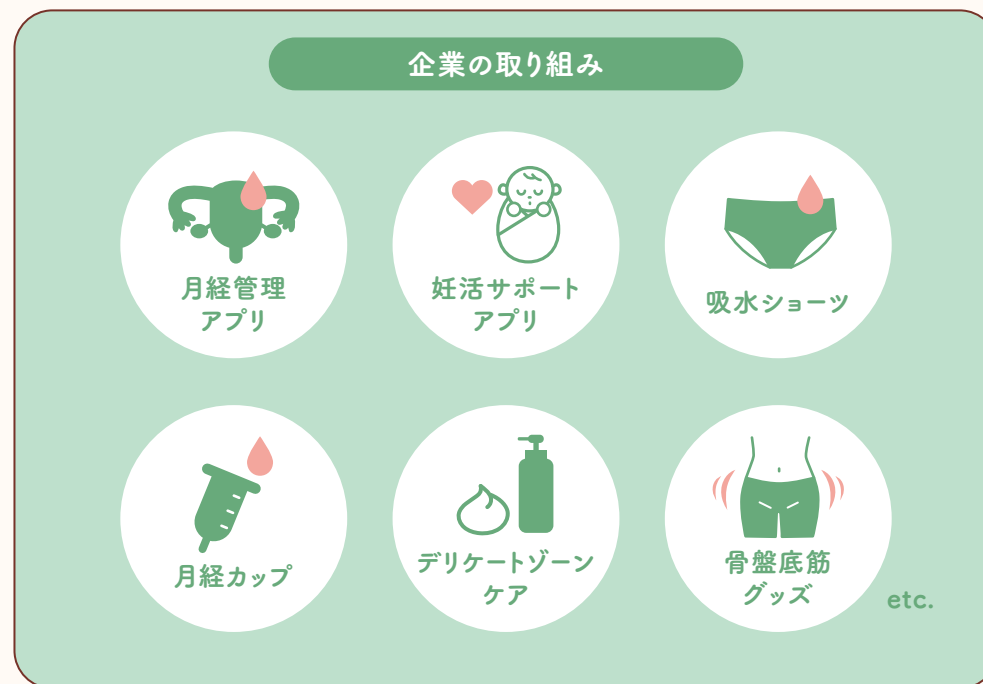 企業の取り組み
月経管理
アプリ
妊活サポート
アプリ
吸水ショーツ
月経カップ
デリケートゾーン
ケア
骨盤底筋
グッズ
etc.